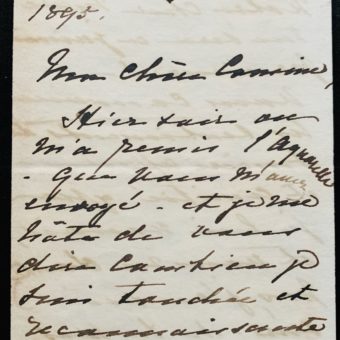 1895.
Ma chère Cousine,
Hier soir on
m'a remis l'aquarelle
- que vous m'avez
envoyé - et je me
hâte de vous
dire combien je
suis touchée et
reconnaissante